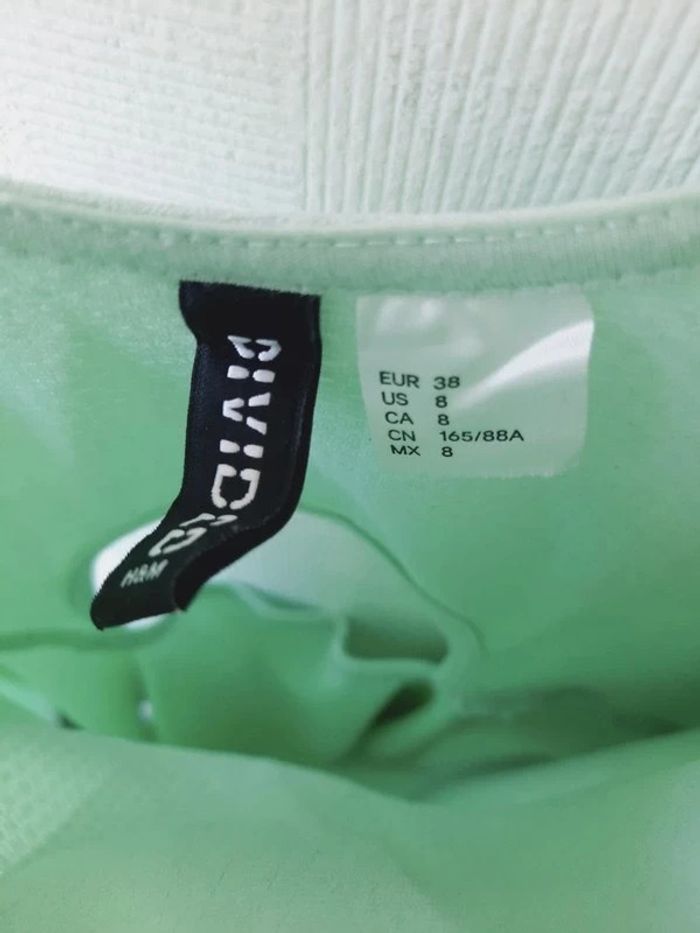 DIVIDED
H&M
EUR 38
US 8
CA 8
CN 165/88A
MX 8